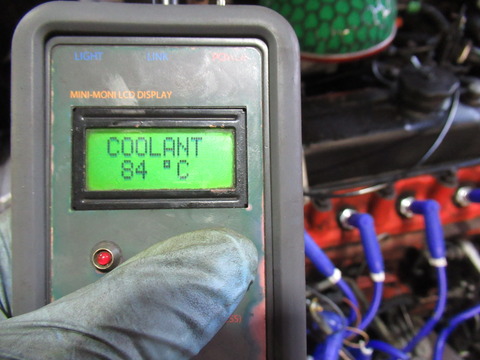 LIGHT LINK
MINI-MONI LCD DISPLAY
COOLANT
84 °C